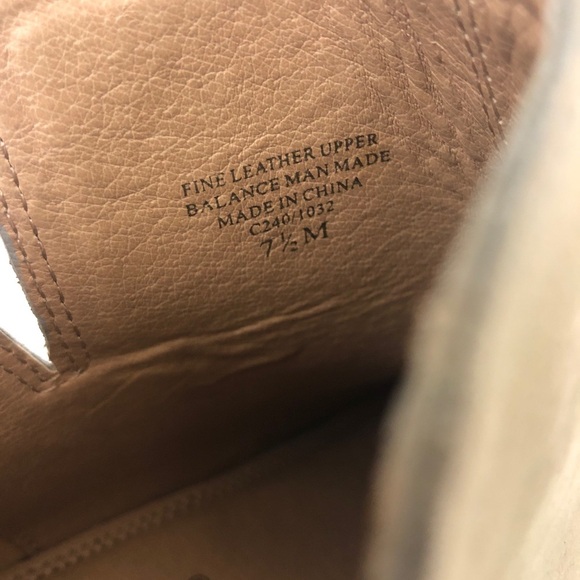 FINE LEATHER UPPER
BALANCE MAN MADE
MADE IN CHINA
C240/1032
7½ M